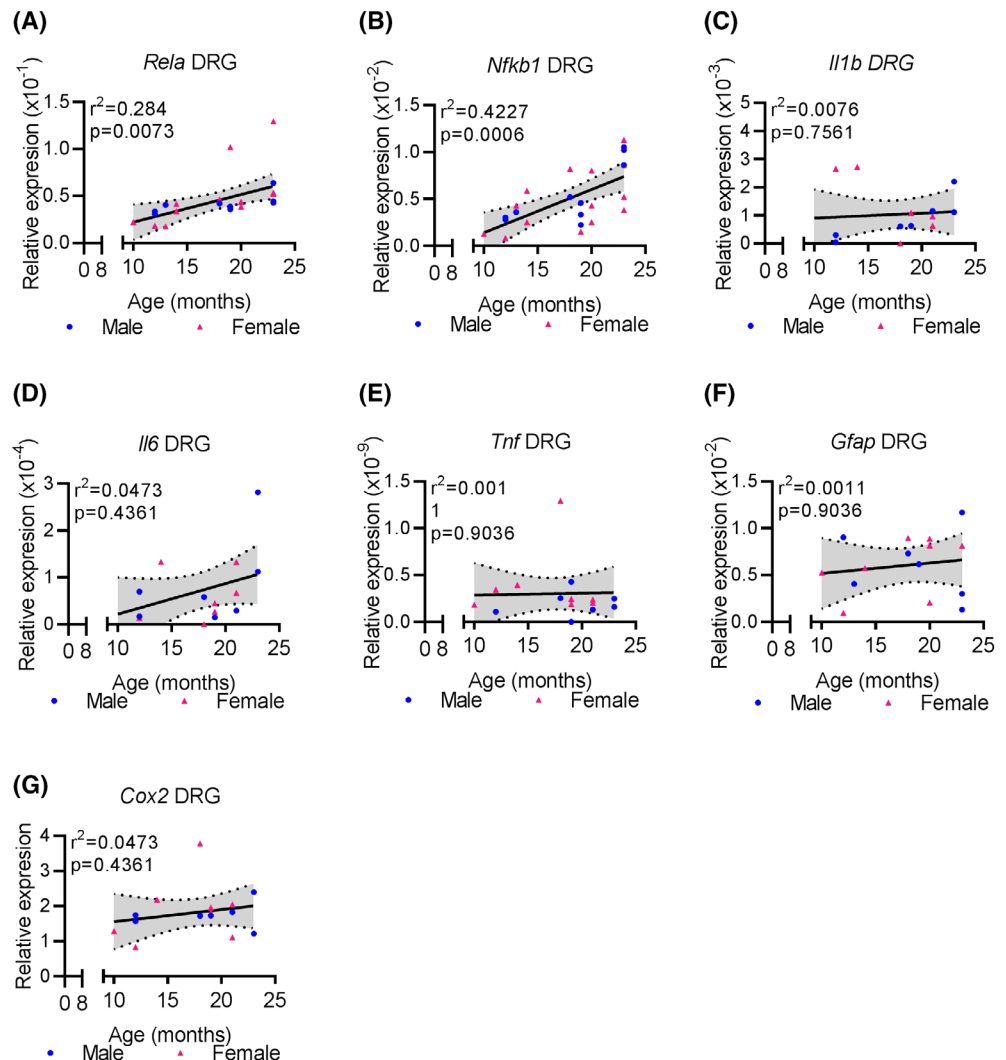 (A)
Rela DRG
Relative expresion (x10-1)
r2=0.284
p=0.0073
1.5
1.0
0.5
0.0
0 8 10 15 20 25
Age (months)
Male Female
(B)
Nfkb1 DRG
Relative expresion (x10-2)
r2=0.4227
p=0.0006
1.5
1.0
0.5
0.0
0 8 10 15 20 25
Age (months)
Male Female
(C)
Il1b DRG
Relative expresion (x10-3)
r2=0.0076
p=0.7561
5
4
3
2
1
0
0 8 10 15 20 25
Age (months)
Male Female
(D)
Il6 DRG
Relative expresion (x10-4)
r2=0.0473
p=0.4361
3
2
1
0
0 8 10 15 20 25
Age (months)
Male Female
(E)
Tnf DRG
Relative expresion (x10-9)
r2=0.001
1
p=0.9036
1.5
1.0
0.5
0.0
0 8 10 15 20 25
Age (months)
Male Female
(F)
Gfap DRG
Relative expresion (x10-2)
r2=0.0011
p=0.9036
1.5
1.0
0.5
0.0
0 8 10 15 20 25
Age (months)
Male Female
(G)
Cox2 DRG
Relative expresion
r2=0.0473
p=0.4361
4
3
2
1
0
0 8 10 15 20 25
Age (months)
Male Female